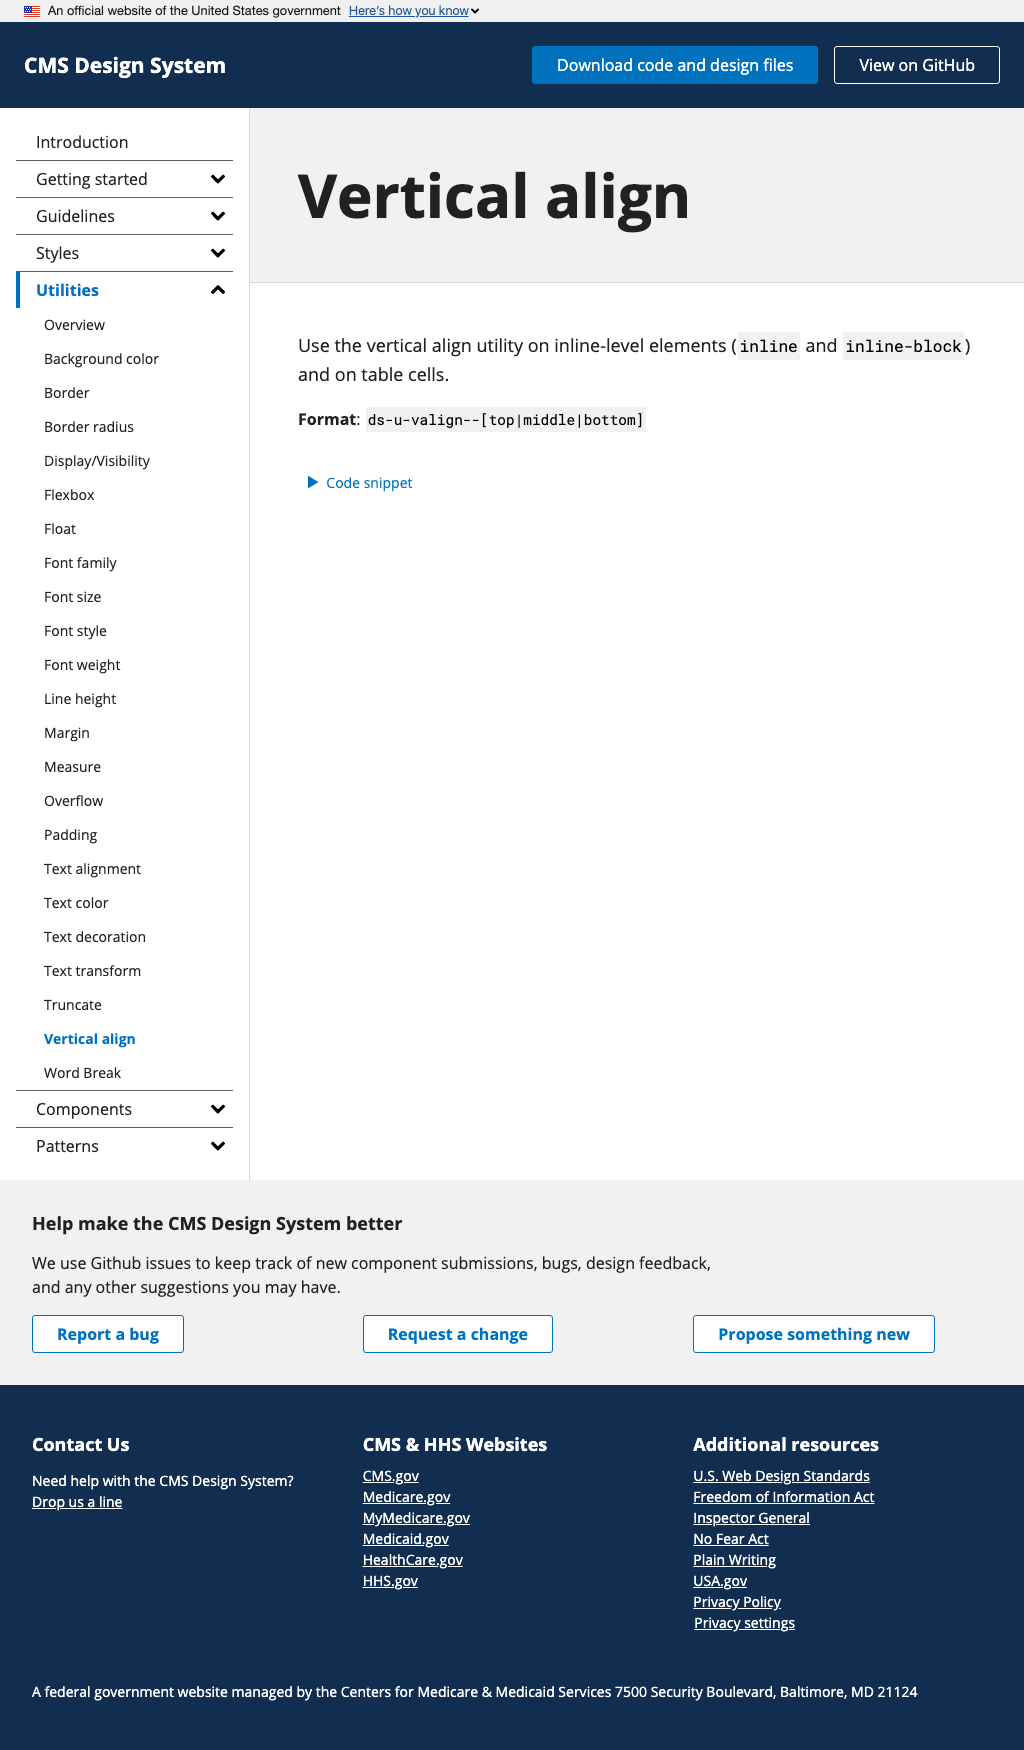 An official website of the United States government Here's how you know
CMS Design System
Download code and design files
View on GitHub
Introduction
Getting started
Guidelines
Styles
Utilities
Overview
Background color
Border
Border radius
Display/Visibility
Flexbox
Float
Font family
Font size
Font style
Font weight
Line height
Margin
Measure
Overflow
Padding
Text alignment
Text color
Text decoration
Text transform
Truncate
Vertical align
Word Break
Components
Patterns
Vertical align
Use the vertical align utility on inline-level elements (inline and inline-block)
and on table cells.
Format: ds-u-valign--[top|middle|bottom]
Code snippet
Help make the CMS Design System better
We use Github issues to keep track of new component submissions, bugs, design feedback,
and any other suggestions you may have.
Report a bug
Request a change
Propose something new
Contact Us
Need help with the CMS Design System?
Drop us a line
CMS & HHS Websites
CMS.gov
Medicare.gov
MyMedicare.gov
Medicaid.gov
HealthCare.gov
HHS.gov
Additional resources
U.S. Web Design Standards
Freedom of Information Act
Inspector General
No Fear Act
Plain Writing
USA.gov
Privacy Policy
Privacy settings
A federal government website managed by the Centers for Medicare & Medicaid Services 7500 Security Boulevard, Baltimore, MD 21124